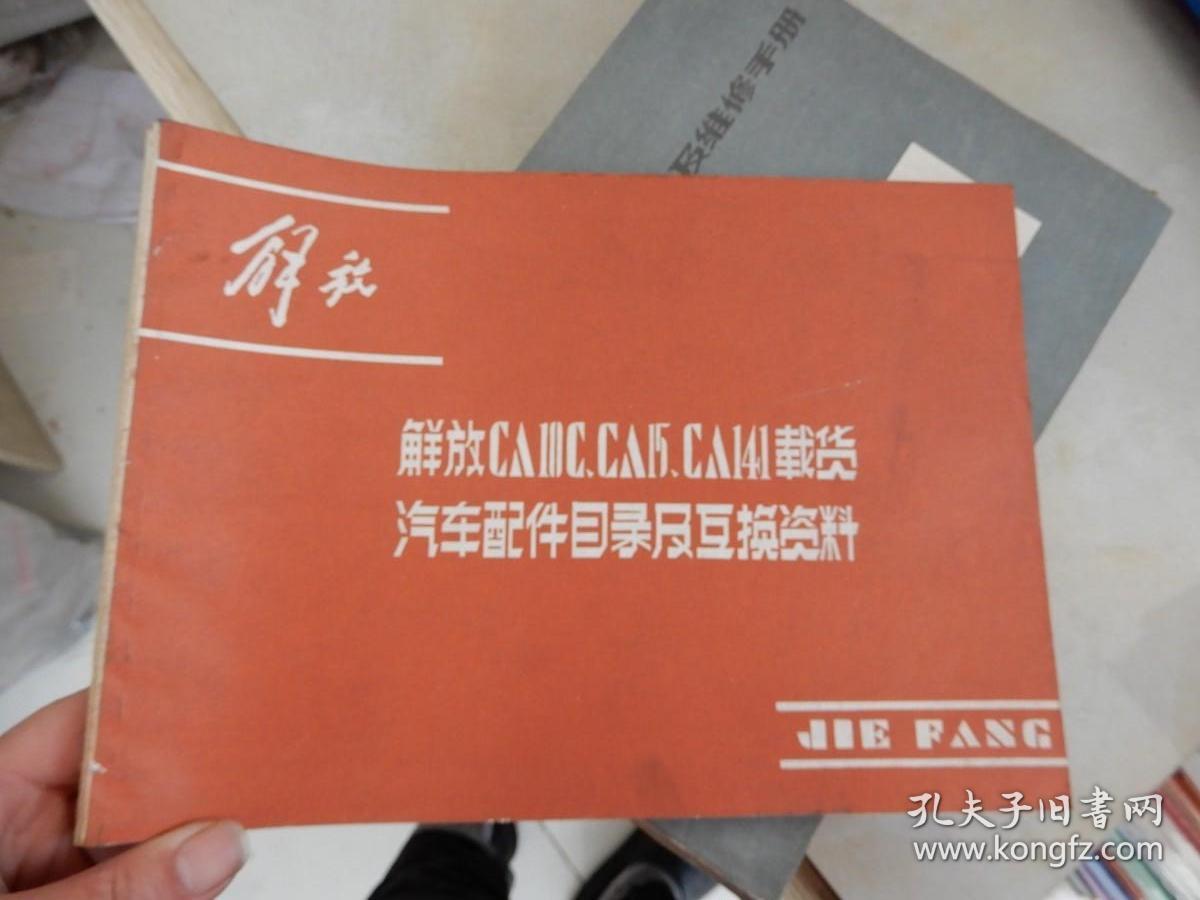 及维修手册
解放
解放CA10C、CA15、CA141载货
汽车配件目录及互换资料
JIE FANG
孔夫子旧书网
www.kongfz.com